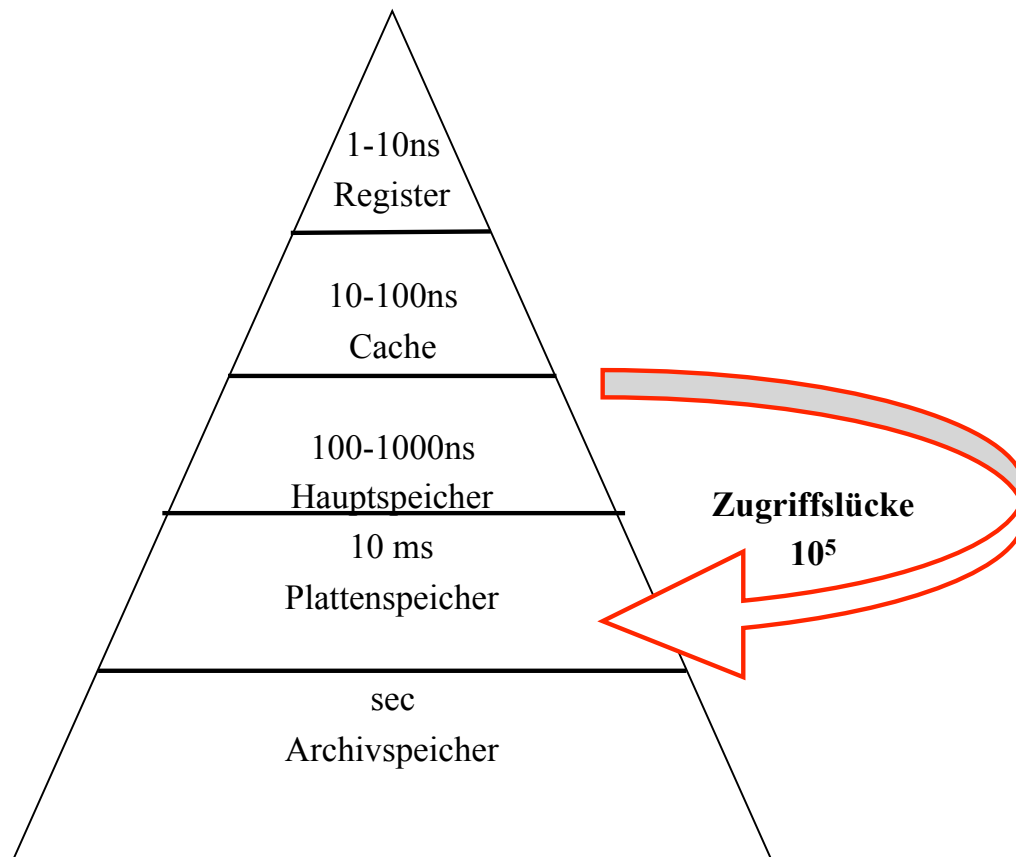 1-10ns
Register
10-100ns
Cache
100-1000ns
Hauptspeicher
Zugriffslücke
10⁵
10 ms
Plattenspeicher
sec
Archivspeicher